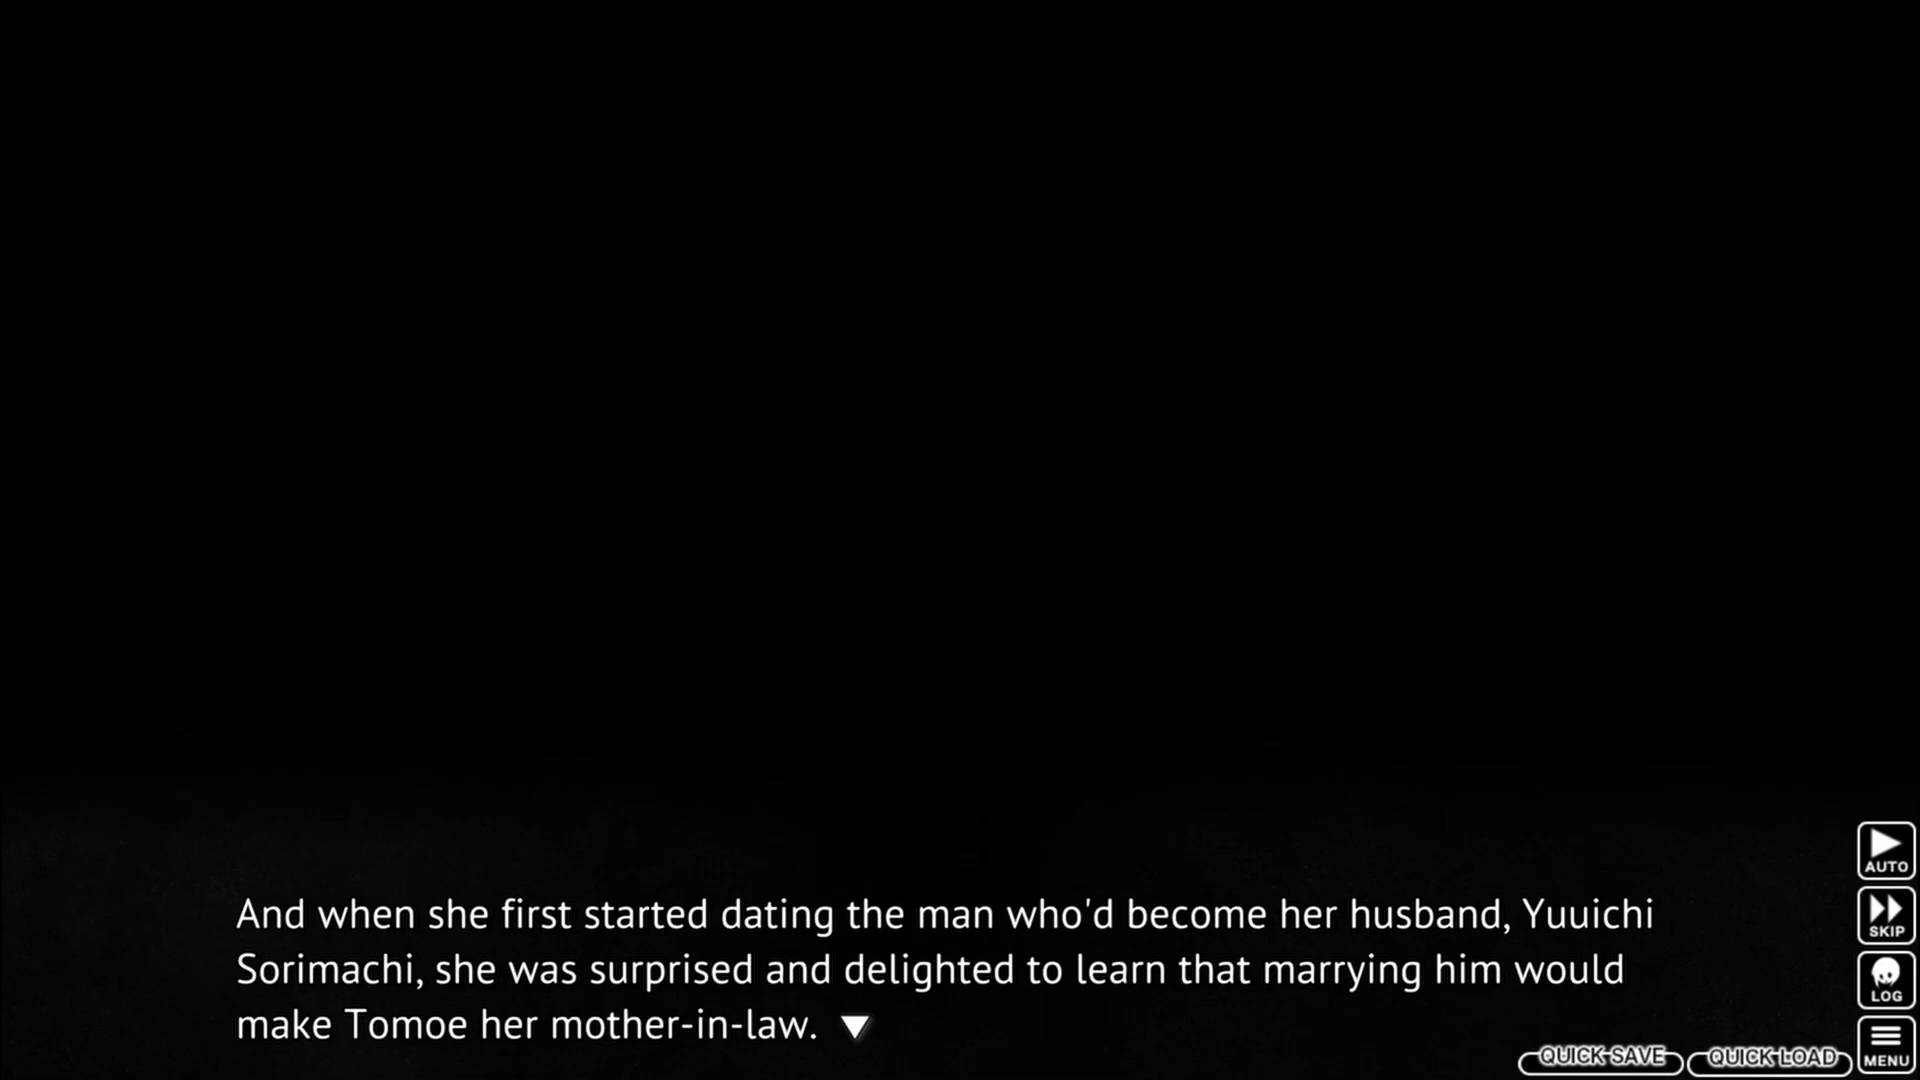 And when she first started dating the man who'd become her husband, Yuuichi
Sorimachi, she was surprised and delighted to learn that marrying him would
make Tomoe her mother-in-law.
AUTO
SKIP
LOG
MENU
QUICK SAVE
QUICK LOAD